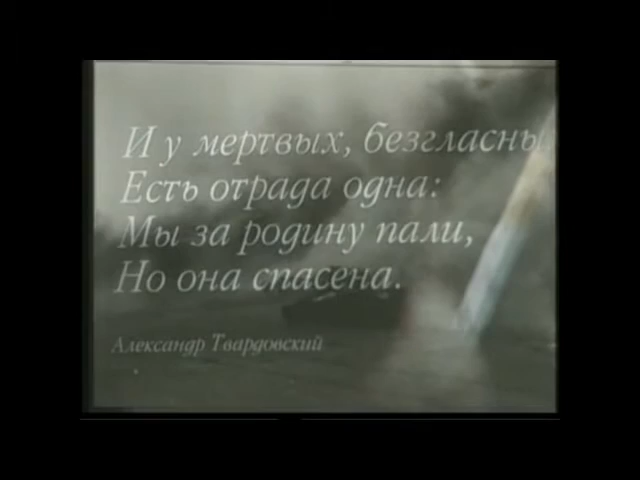 И у мертвых, безгласны
Есть отрада одна:
Мы за родину пали,
Но она спасена.
Александр Твардовский